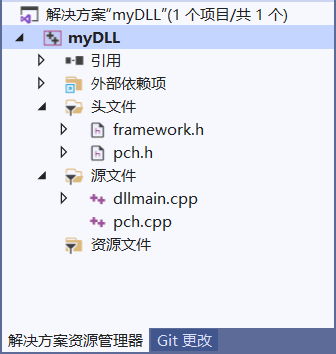 解决方案“myDLL”(1 个项目/共 1 个)
myDLL
引用
外部依赖项
头文件
framework.h
pch.h
源文件
dllmain.cpp
pch.cpp
资源文件
解决方案资源管理器 Git 更改